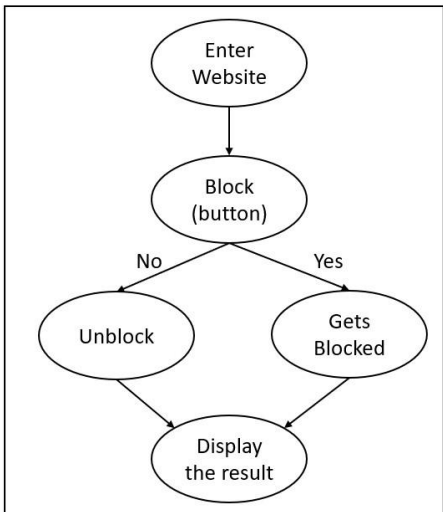 Enter
Website
Block
(button)
No
Yes
Unblock
Gets
Blocked
Display
the result